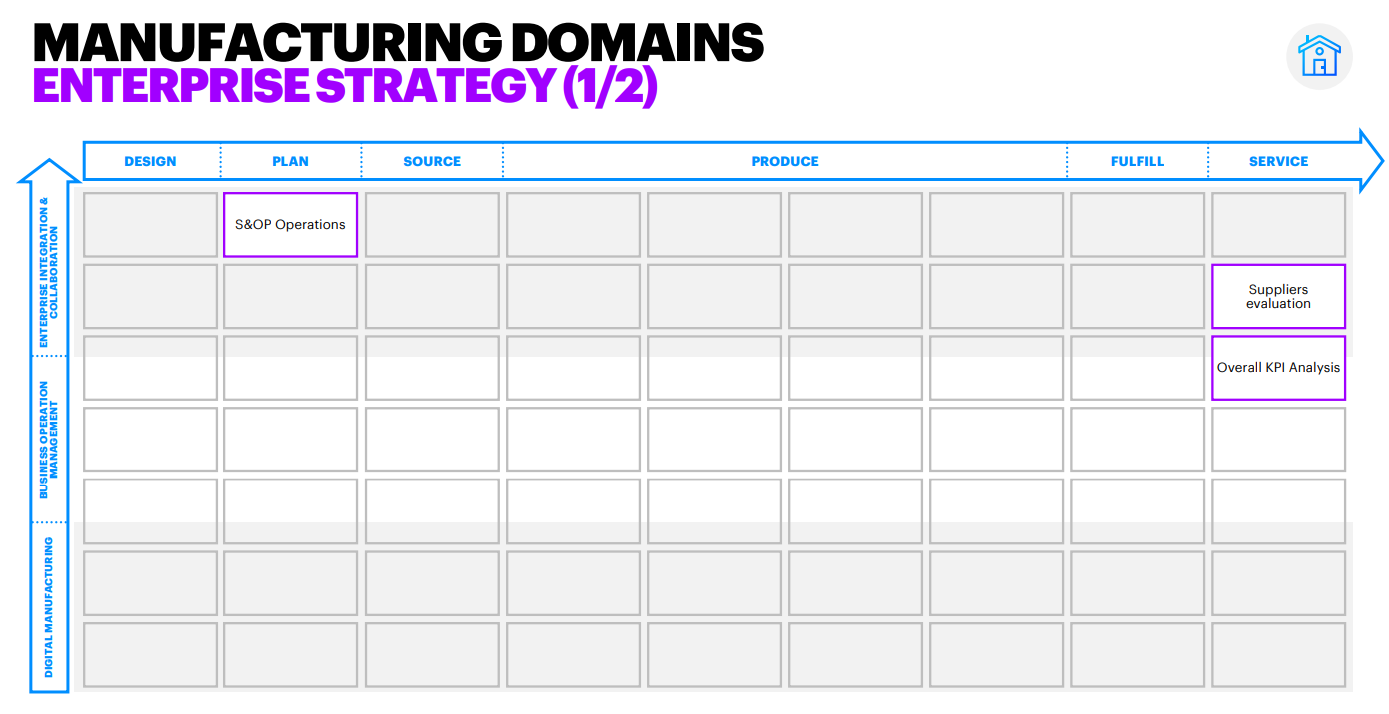 MANUFACTURING DOMAINS
ENTERPRISE STRATEGY (1/2)
DESIGN
PLAN
SOURCE
PRODUCE
FULFILL
SERVICE
ENTERPRISE INTEGRATION &
COLLABORATION
S&OP Operations
Suppliers
evaluation
Overall KPI Analysis
BUSINESS OPERATION
MANAGEMENT
DIGITAL MANUFACTURING